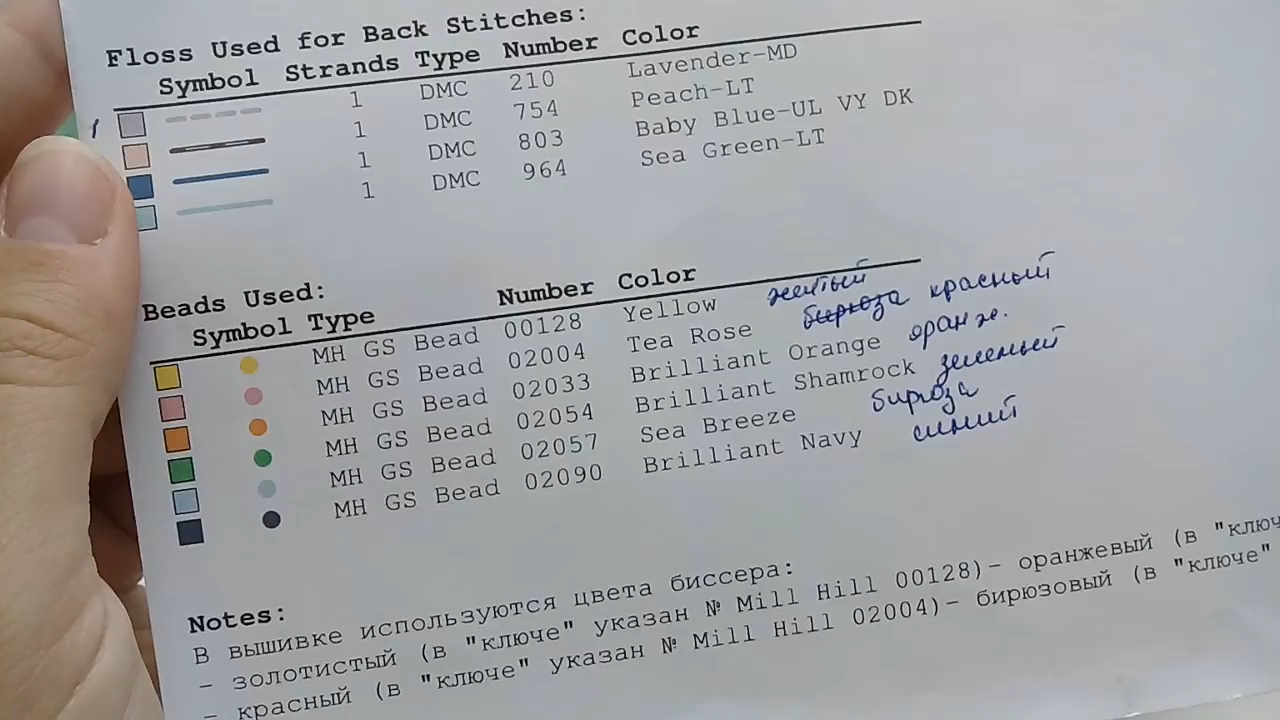 Floss Used for Back Stitches:
Symbol Strands Type Number Color
1 DMC 210 Lavender-MD
1 DMC 754 Peach-LT
1 DMC 803 Baby Blue-UL VY DK
1 DMC 964 Sea Green-LT
Beads Used:
Symbol Type Number Color
MH GS Bead 00128 Yellow желтый
MH GS Bead 02004 Tea Rose бирюза красный
MH GS Bead 02033 Brilliant Orange оранж.
MH GS Bead 02054 Brilliant Shamrock зеленый
MH GS Bead 02057 Sea Breeze бирюза
MH GS Bead 02090 Brilliant Navy синий
Notes:
В вышивке используются цвета биссера:
- золотистый (в "ключе" указан № Mill Hill 00128)- оранжевый (в "ключ
- красный (в "ключе" указан № Mill Hill 02004)- бирюзовый (в "ключе"